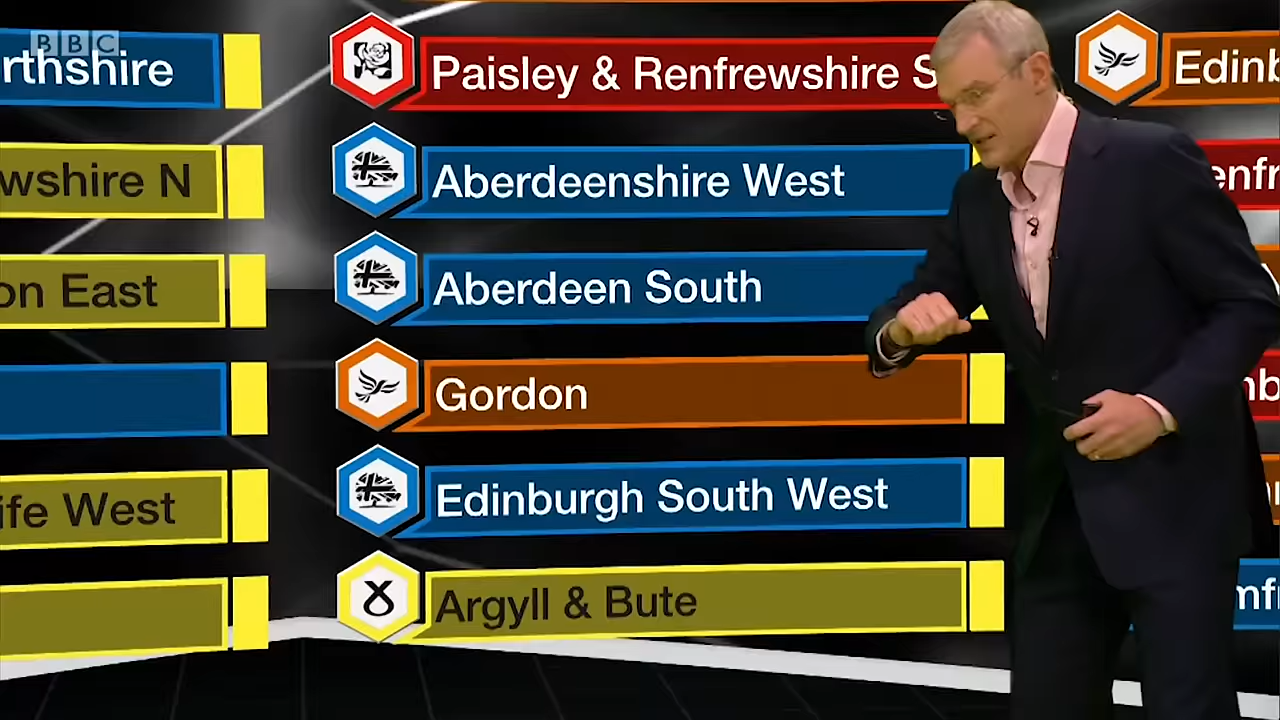 BBC
rthshire
Paisley & Renfrewshire S
Edinb
wshire N
Aberdeenshire West
enfr
on East
Aberdeen South
Gordon
ife West
Edinburgh South West
Argyll & Bute
mfr